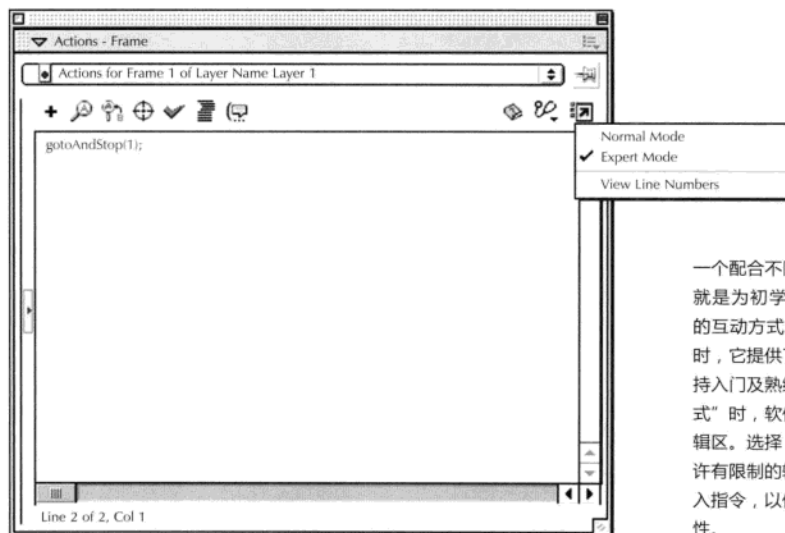 Actions - Frame
Actions for Frame 1 of Layer Name Layer 1
gotoAndStop(1);
Normal Mode
Expert Mode
View Line Numbers
Line 2 of 2, Col 1
一个配合不
就是为初学
的互动方式
时，它提供
持入门及熟
式”时，软
辑区。选择
许有限制的
入指令，以
性。